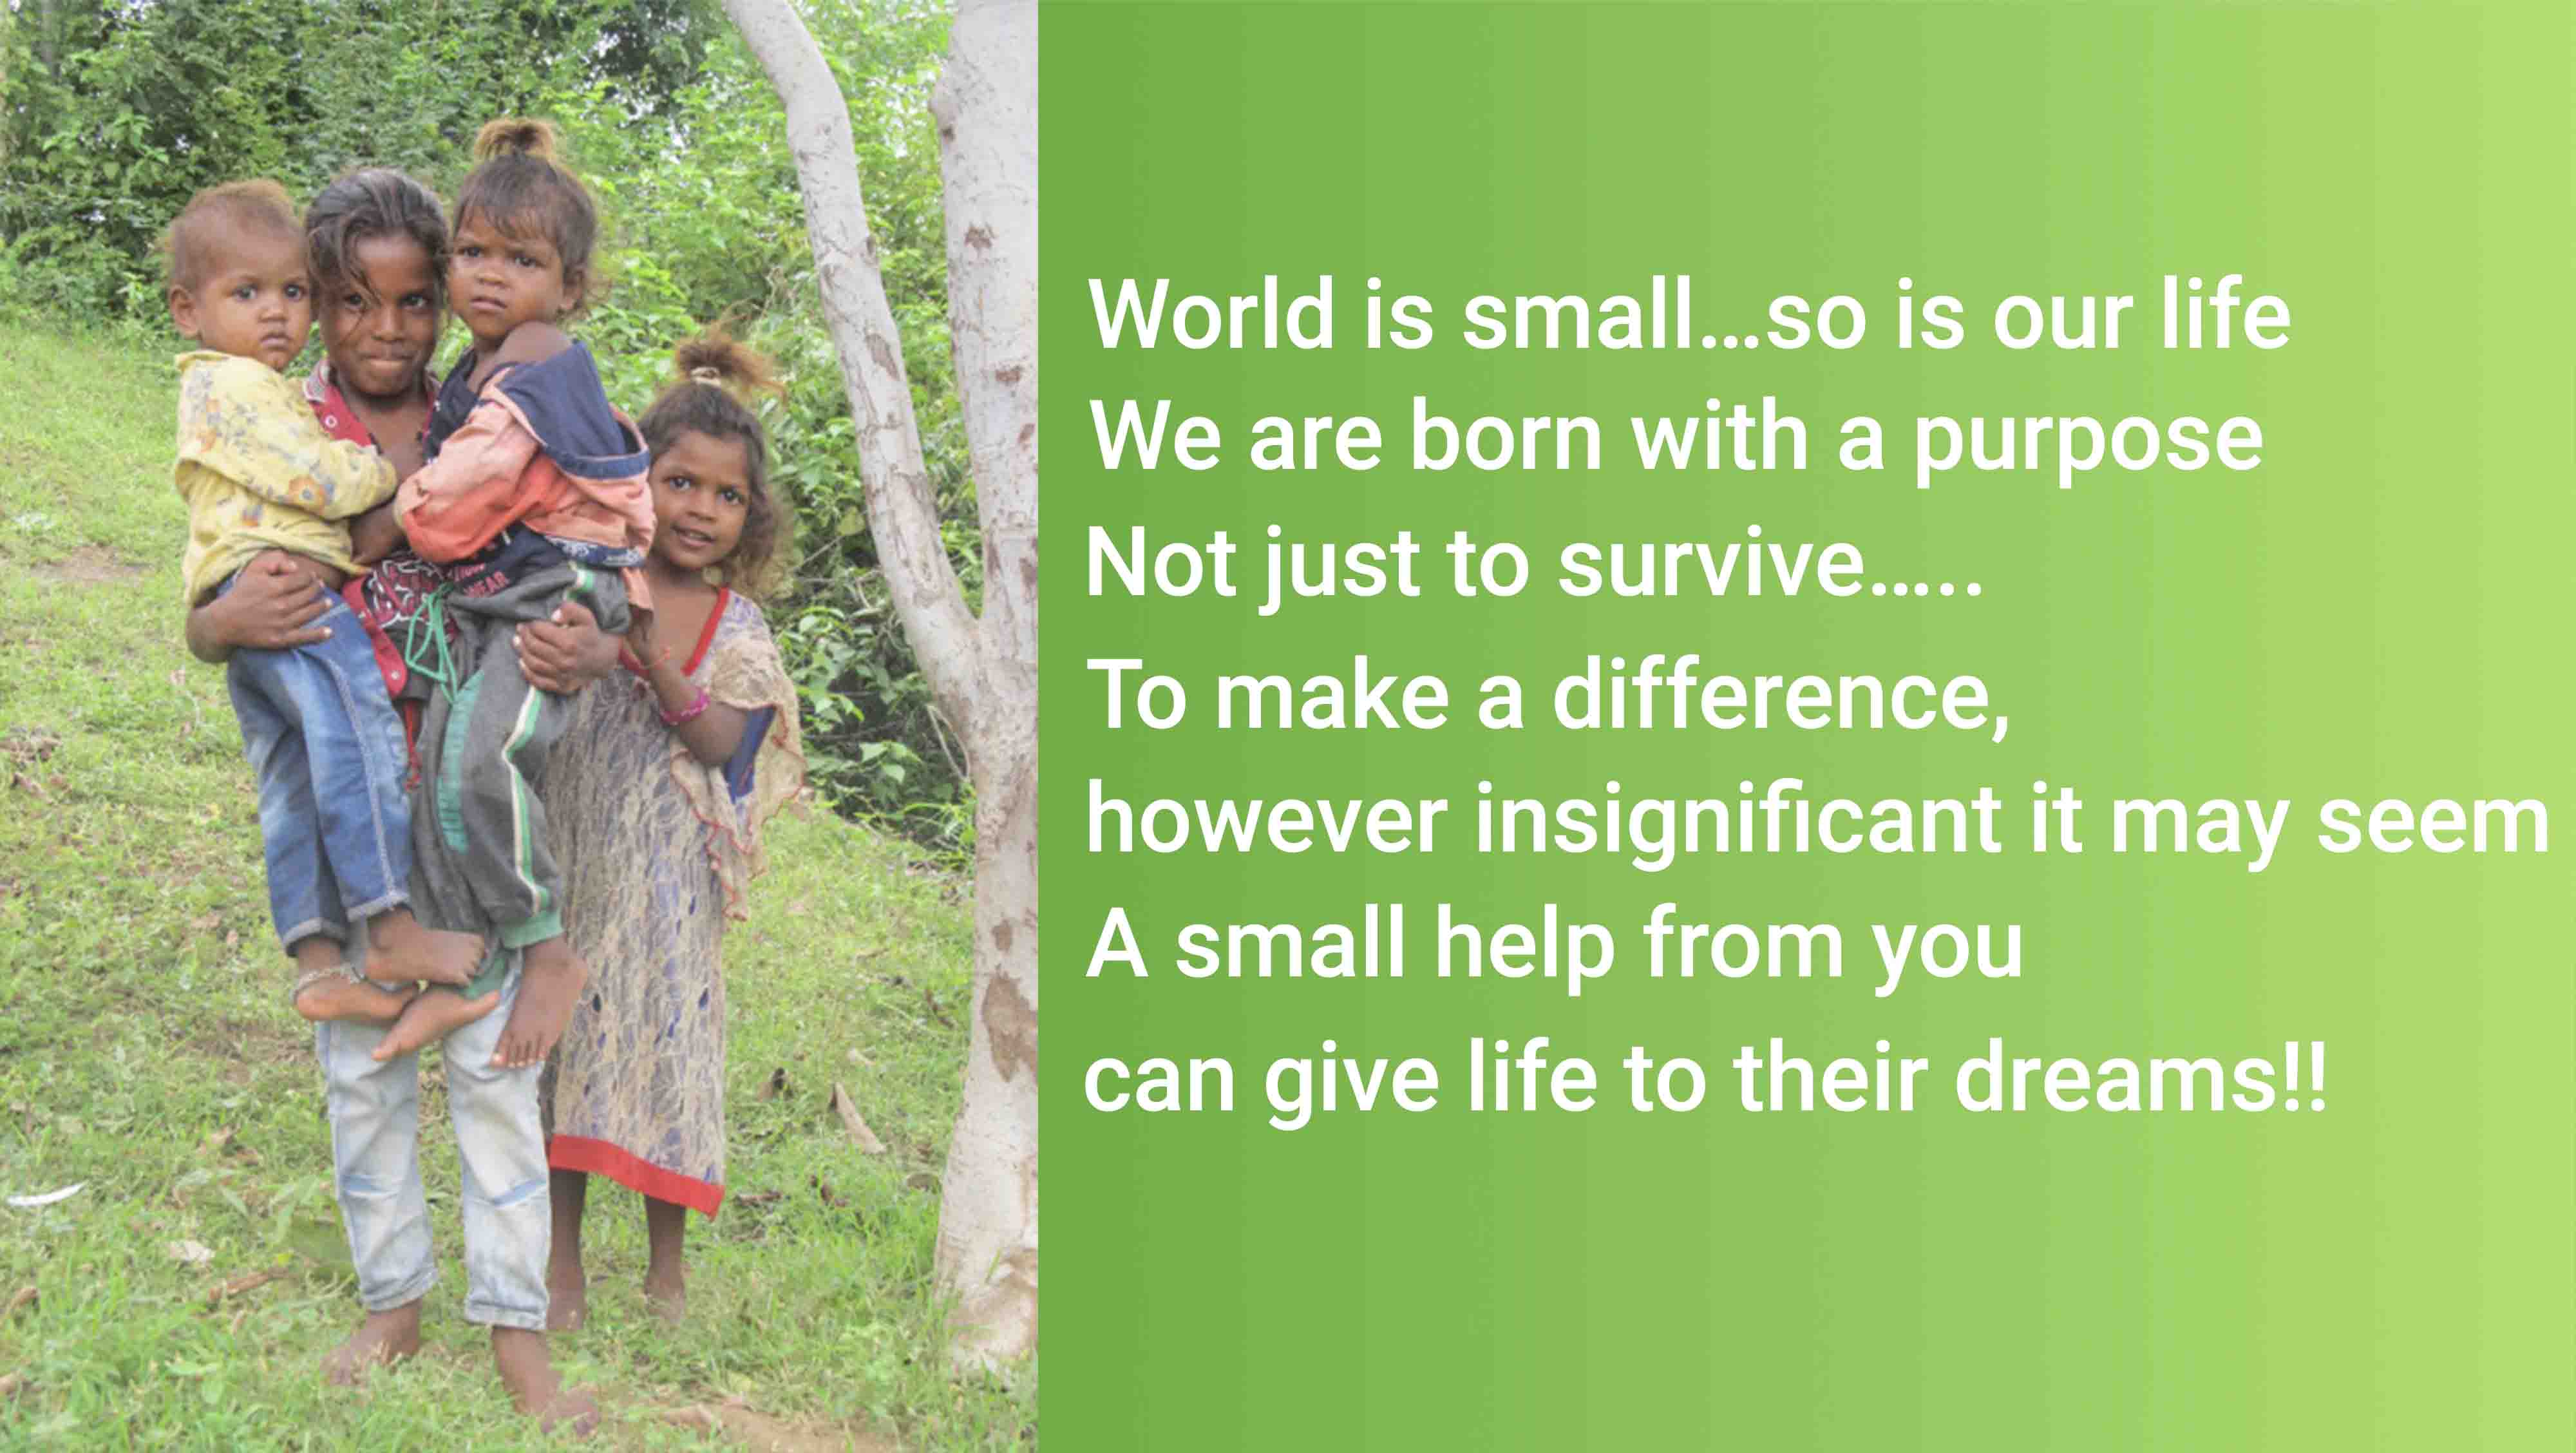 World is small...so is our life
We are born with a purpose
Not just to survive.....
To make a difference,
however insignificant it may seem
A small help from you
can give life to their dreams!!
WEAR